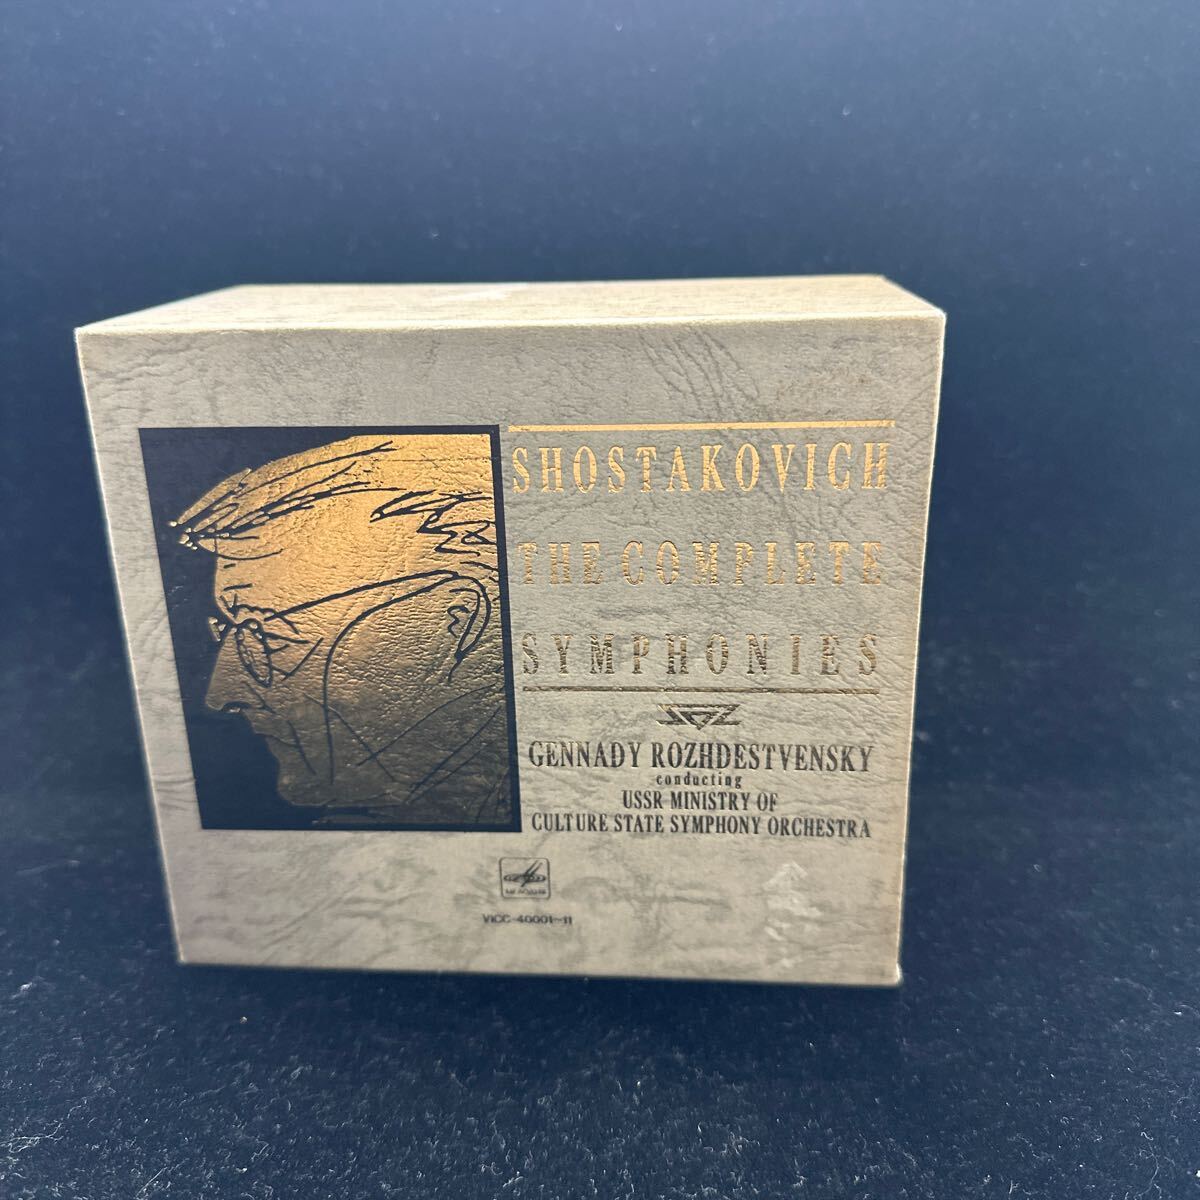 SHOSTAKOVICH
THE COMPLETE
SYMPHONIES
GENNADY ROZHDESTVENSKY
conducting
USSR MINISTRY OF
CULTURE STATE SYMPHONY ORCHESTRA
VICC-40001~11